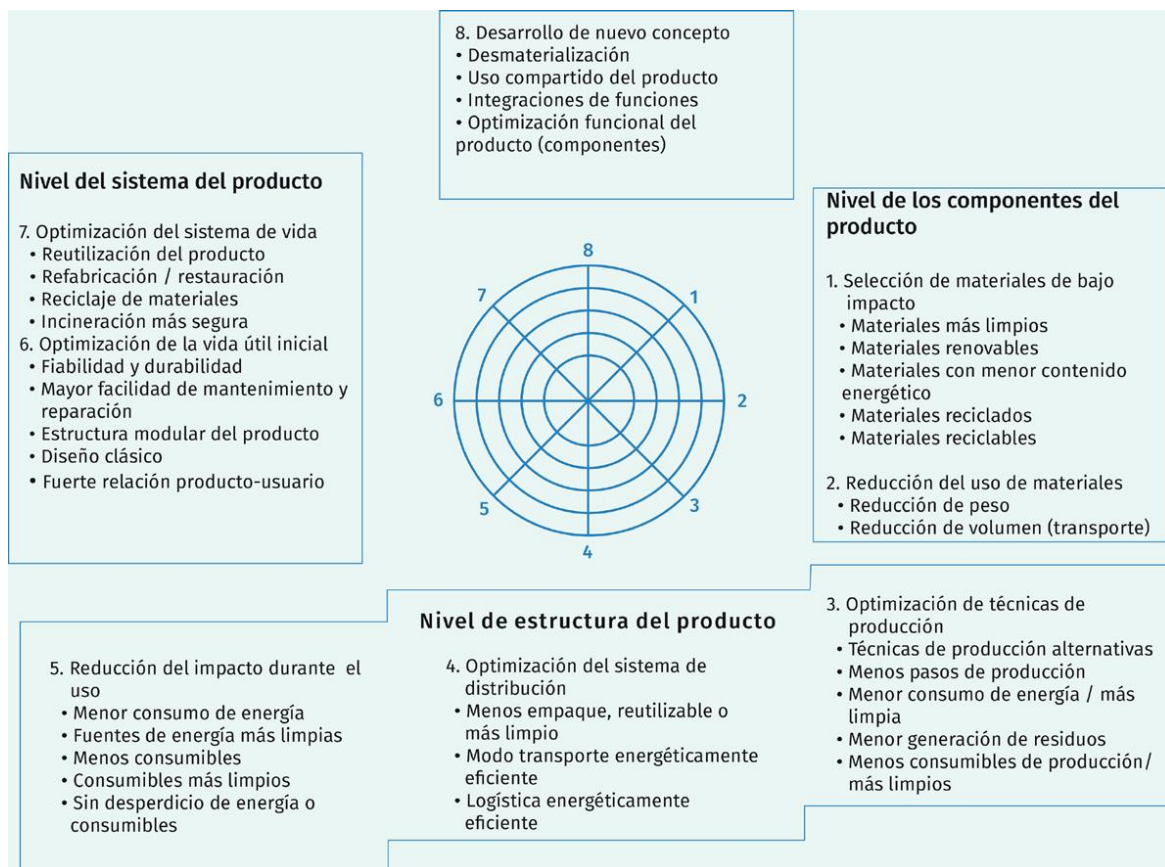 8. Desarrollo de nuevo concepto
• Desmaterialización
• Uso compartido del producto
• Integraciones de funciones
• Optimización funcional del
producto (componentes)
Nivel del sistema del producto
7. Optimización del sistema de vida
• Reutilización del producto
• Refabricación / restauración
• Reciclaje de materiales
• Incineración más segura
6. Optimización de la vida útil inicial
• Fiabilidad y durabilidad
• Mayor facilidad de mantenimiento y
reparación
• Estructura modular del producto
• Diseño clásico
• Fuerte relación producto-usuario
8
7
1
6
2
5
3
4
Nivel de los componentes del
producto
1. Selección de materiales de bajo
impacto
• Materiales más limpios
• Materiales renovables
• Materiales con menor contenido
energético
• Materiales reciclados
• Materiales reciclables
2. Reducción del uso de materiales
• Reducción de peso
• Reducción de volumen (transporte)
5. Reducción del impacto durante el
uso
• Menor consumo de energía
• Fuentes de energía más limpias
• Menos consumibles
• Consumibles más limpios
• Sin desperdicio de energía o
consumibles
Nivel de estructura del producto
4. Optimización del sistema de
distribución
• Menos empaque, reutilizable o
más limpio
• Modo transporte energéticamente
eficiente
• Logística energéticamente
eficiente
3. Optimización de técnicas de
producción
• Técnicas de producción alternativas
• Menos pasos de producción
• Menor consumo de energía / más
limpia
• Menor generación de residuos
• Menos consumibles de producción/
más limpios